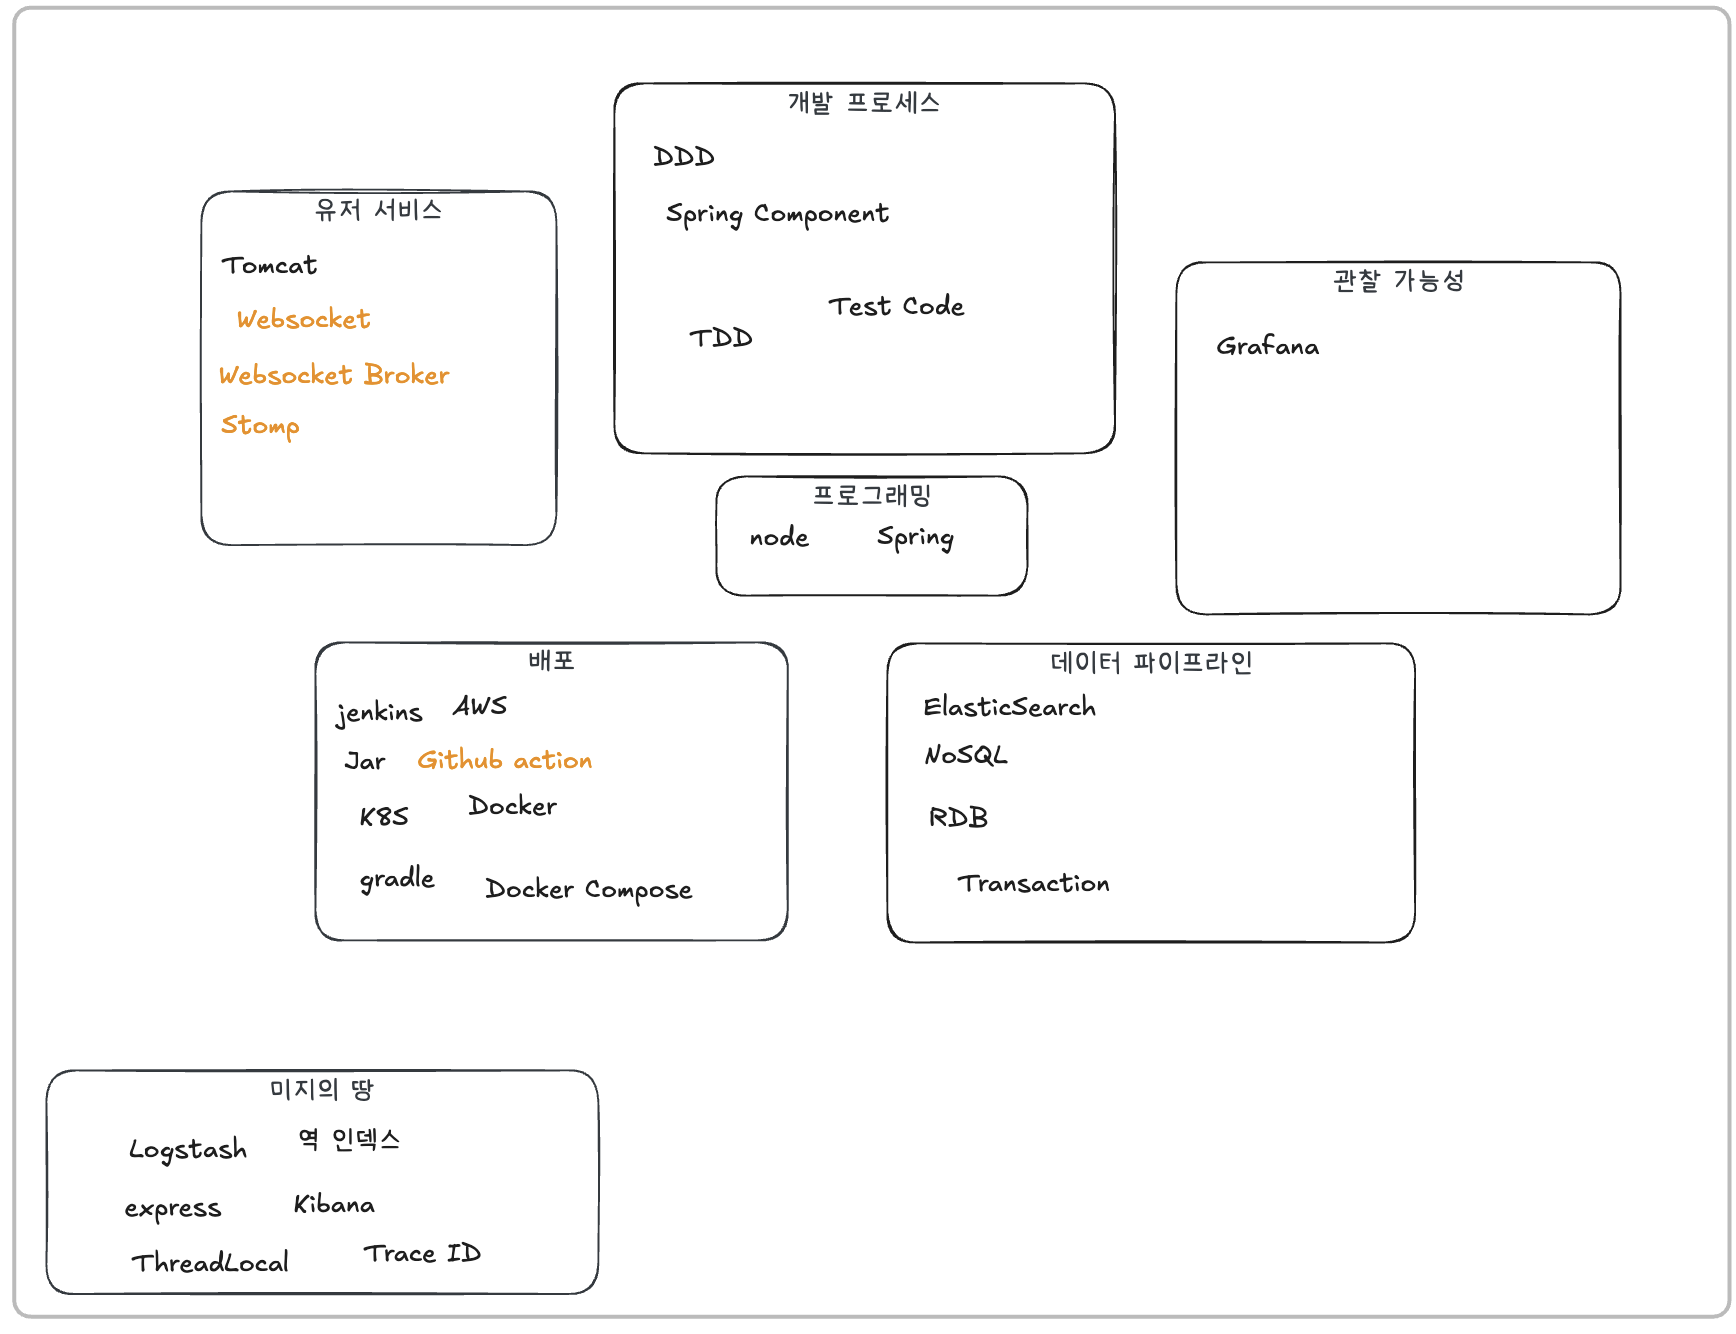 개발 프로세스
DDD
Spring Component
Test Code
TDD
유저 서비스
Tomcat
Websocket
Websocket Broker
Stomp
관찰 가능성
Grafana
프로그래밍
node Spring
배포
jenkins AWS
Jar Github action
K8S Docker
gradle Docker Compose
데이터 파이프라인
ElasticSearch
NoSQL
RDB
Transaction
미지의 땅
Logstash 역 인덱스
express Kibana
ThreadLocal Trace ID